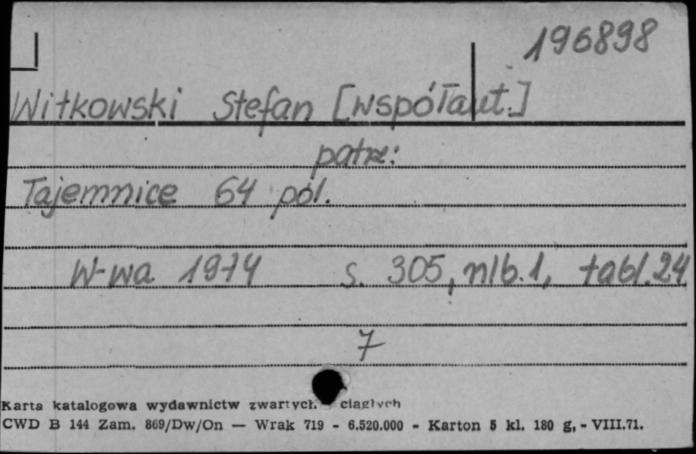 196898
Witkowski Stefan [współaut.]
patrz:
Tajemnice 64 pól.
W-wa 1974 s. 305, nlb.1, tabl.24
7
Karta katalogowa wydawnictw zwartych ciągłych
CWD B 144 Zam. 869/Dw/On — Wrak 719 - 6.520.000 - Karton 5 kl. 180 g, - VIII.71.